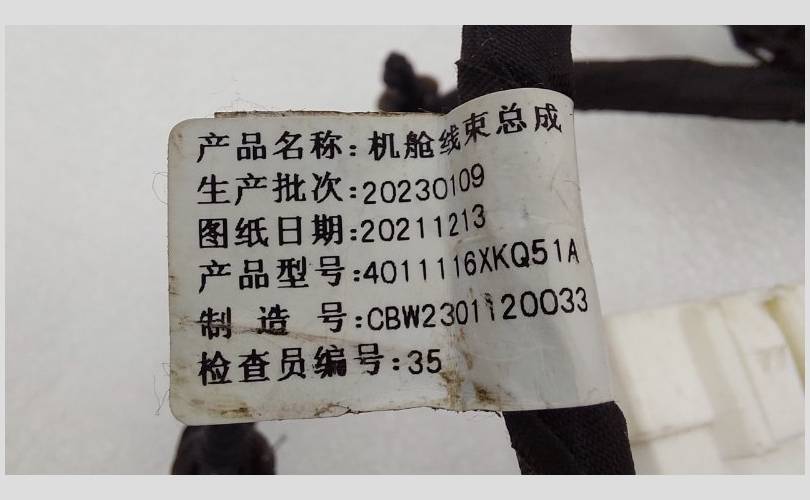 产品名称:机舱线束总成
生产批次:20230109
图纸日期:20211213
产品型号:4011116XKQ51A
制 造 号:CBW2301120033
检查员编号:35